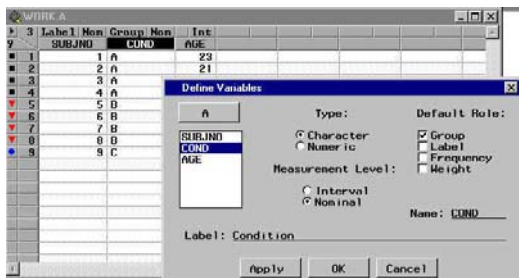 WORK.A
3 Label Nom Group Nom Int
9 SUBJNO COND AGE
1 1 A 23
2 2 A 21
3 3 A
4 4 A
5 5 B
6 6 B
7 7 B
8 8 B
9 9 C
Define Variables
A
Type:
Default Role:
SUBJNO
COND
AGE
Character
Numeric
Group
Label
Frequency
Weight
Measurement Level:
Interval
Nominal
Name: COND
Label: Condition
Apply OK Cancel